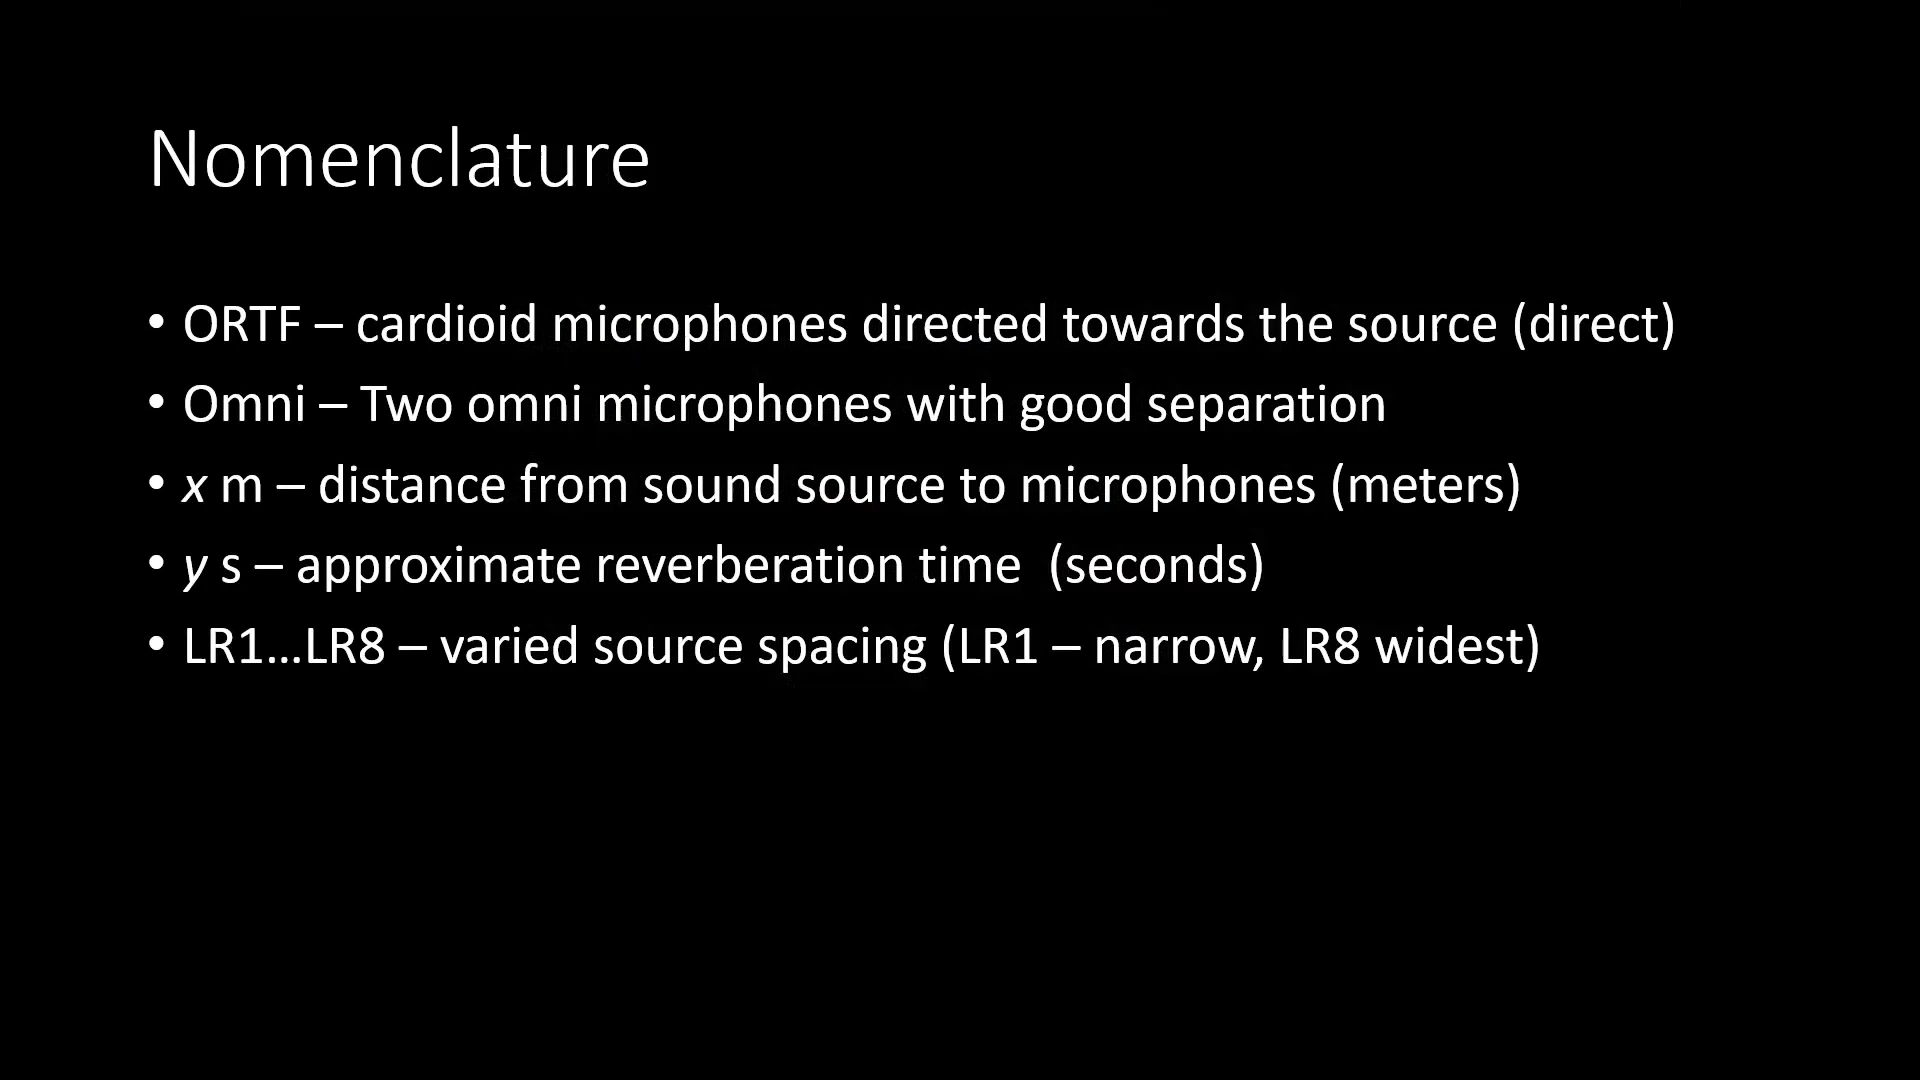 Nomenclature
• ORTF – cardioid microphones directed towards the source (direct)
• Omni – Two omni microphones with good separation
• x m – distance from sound source to microphones (meters)
• y s – approximate reverberation time  (seconds)
• LR1...LR8 – varied source spacing (LR1 – narrow, LR8 widest)